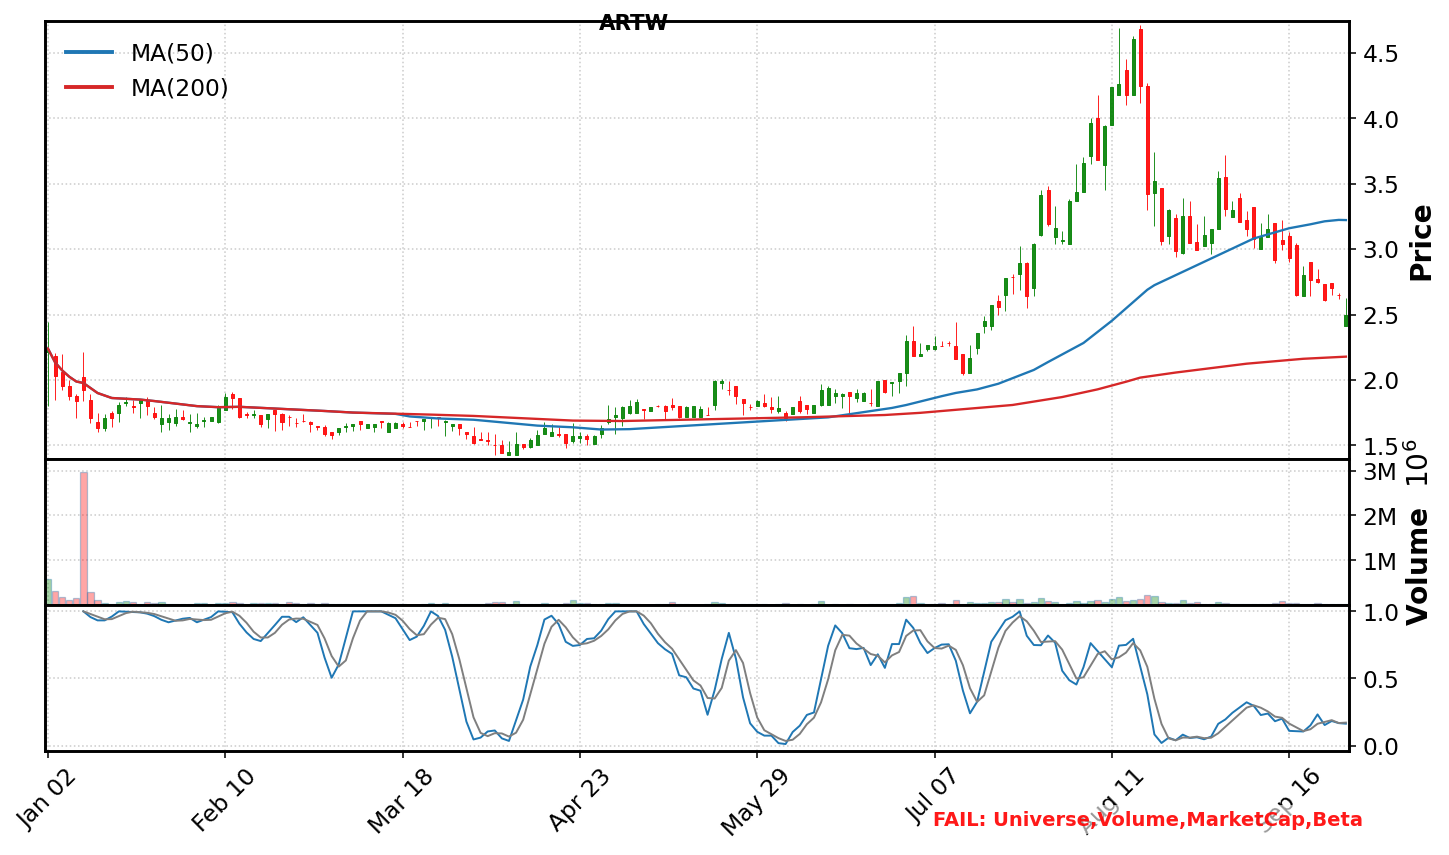 ARTW
MA(50)
MA(200)
4.5
4.0
3.5
3.0
2.5
2.0
1.5
Price
3M
2M
1M
Volume 10⁶
1.0
0.5
0.0
Jan 02
Feb 10
Mar 18
Apr 23
May 29
Jul 07
Aug 11
Sep 16
FAIL: Universe,Volume,MarketCap,Beta